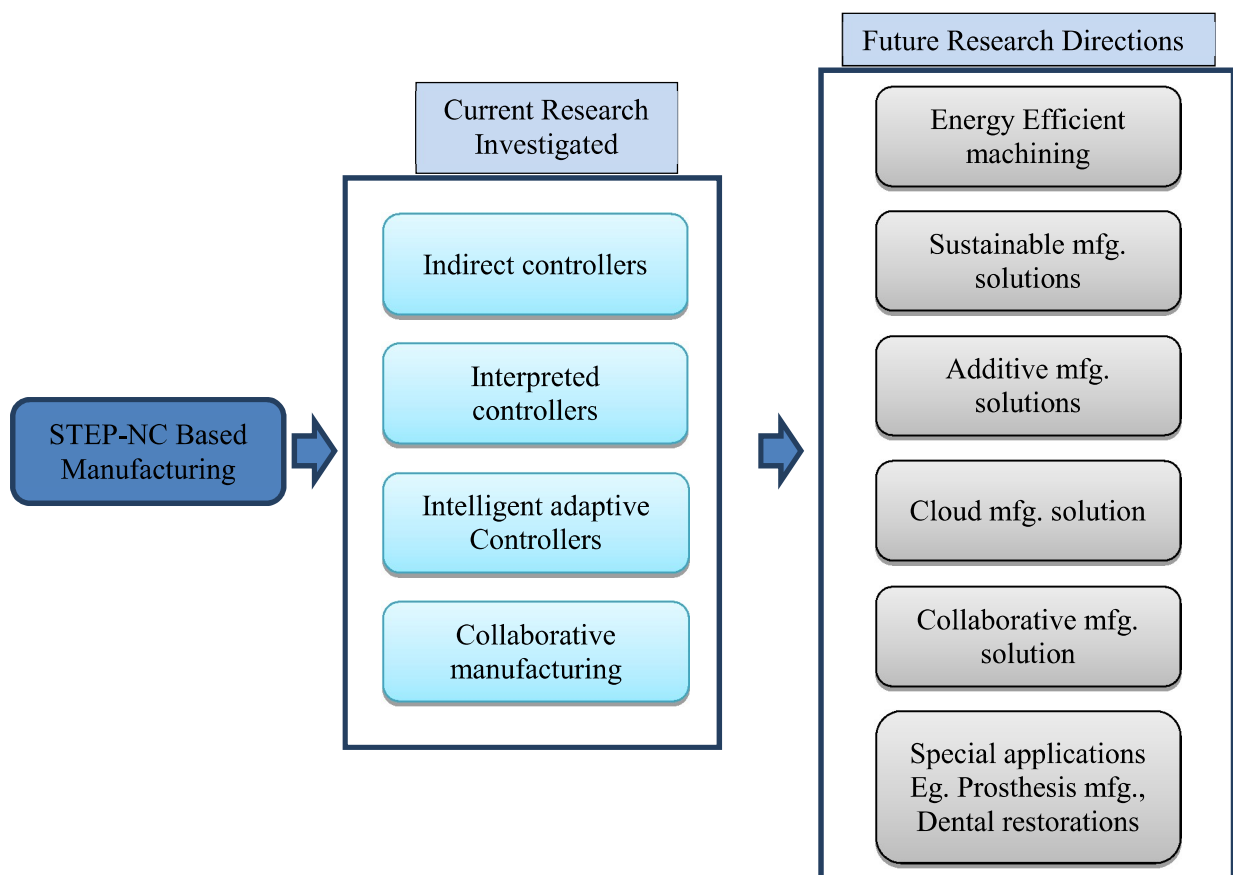 STEP-NC Based
Manufacturing
Current Research
Investigated
Indirect controllers
Interpreted
controllers
Intelligent adaptive
Controllers
Collaborative
manufacturing
Future Research Directions
Energy Efficient
machining
Sustainable mfg.
solutions
Additive mfg.
solutions
Cloud mfg. solution
Collaborative mfg.
solution
Special applications
Eg. Prosthesis mfg.,
Dental restorations